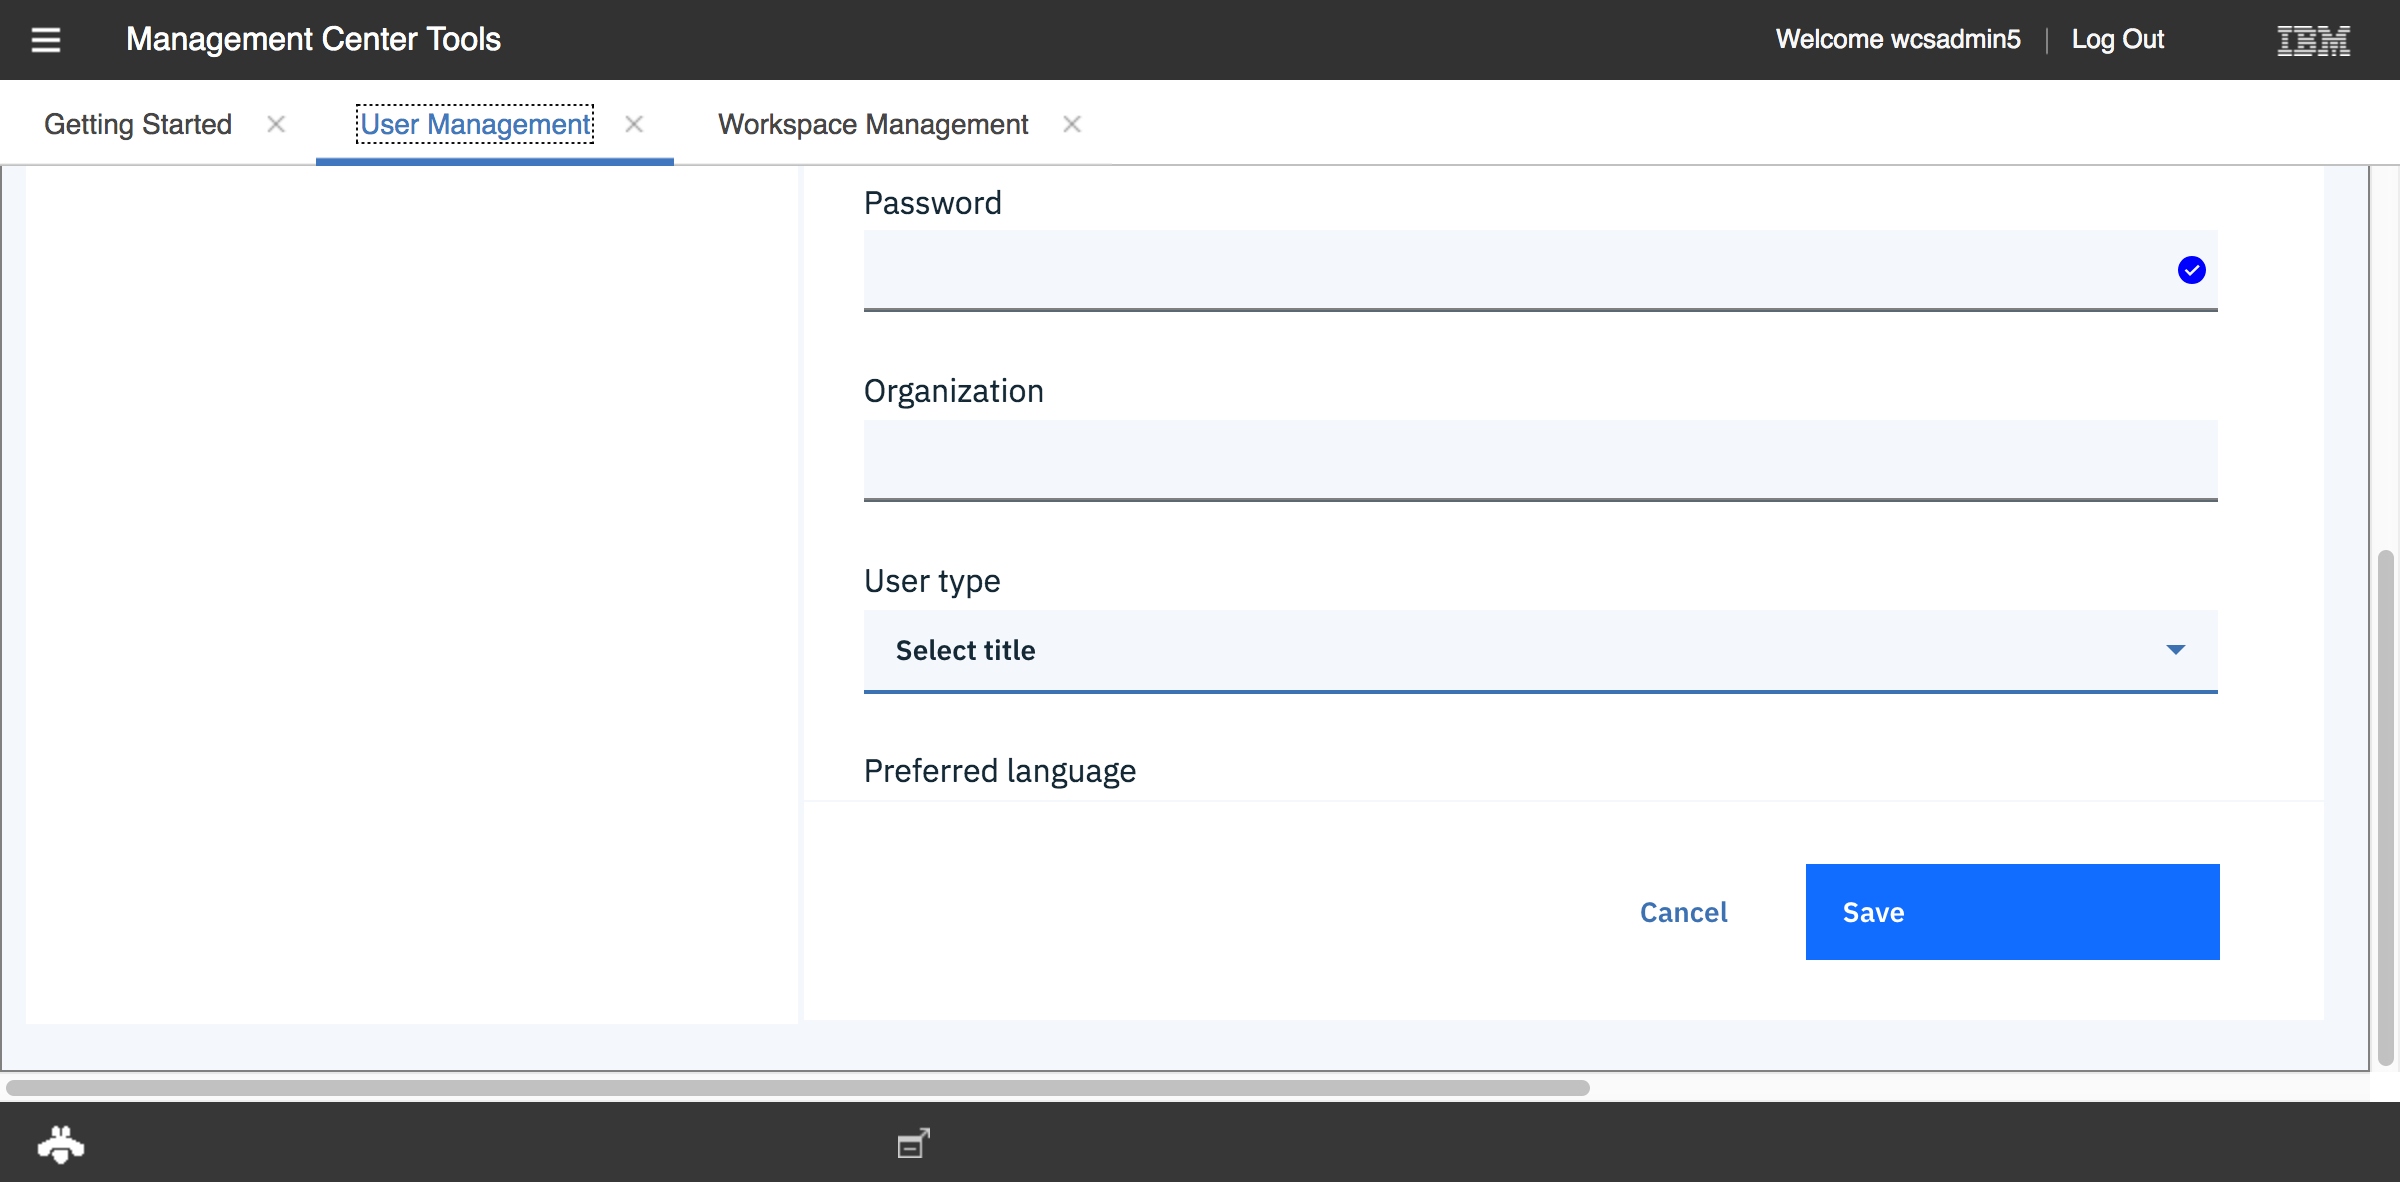 Management Center Tools
Welcome wcsadmin5 | Log Out
IBM
Getting Started
User Management
Workspace Management
Password
Organization
User type
Select title
Preferred language
Cancel
Save